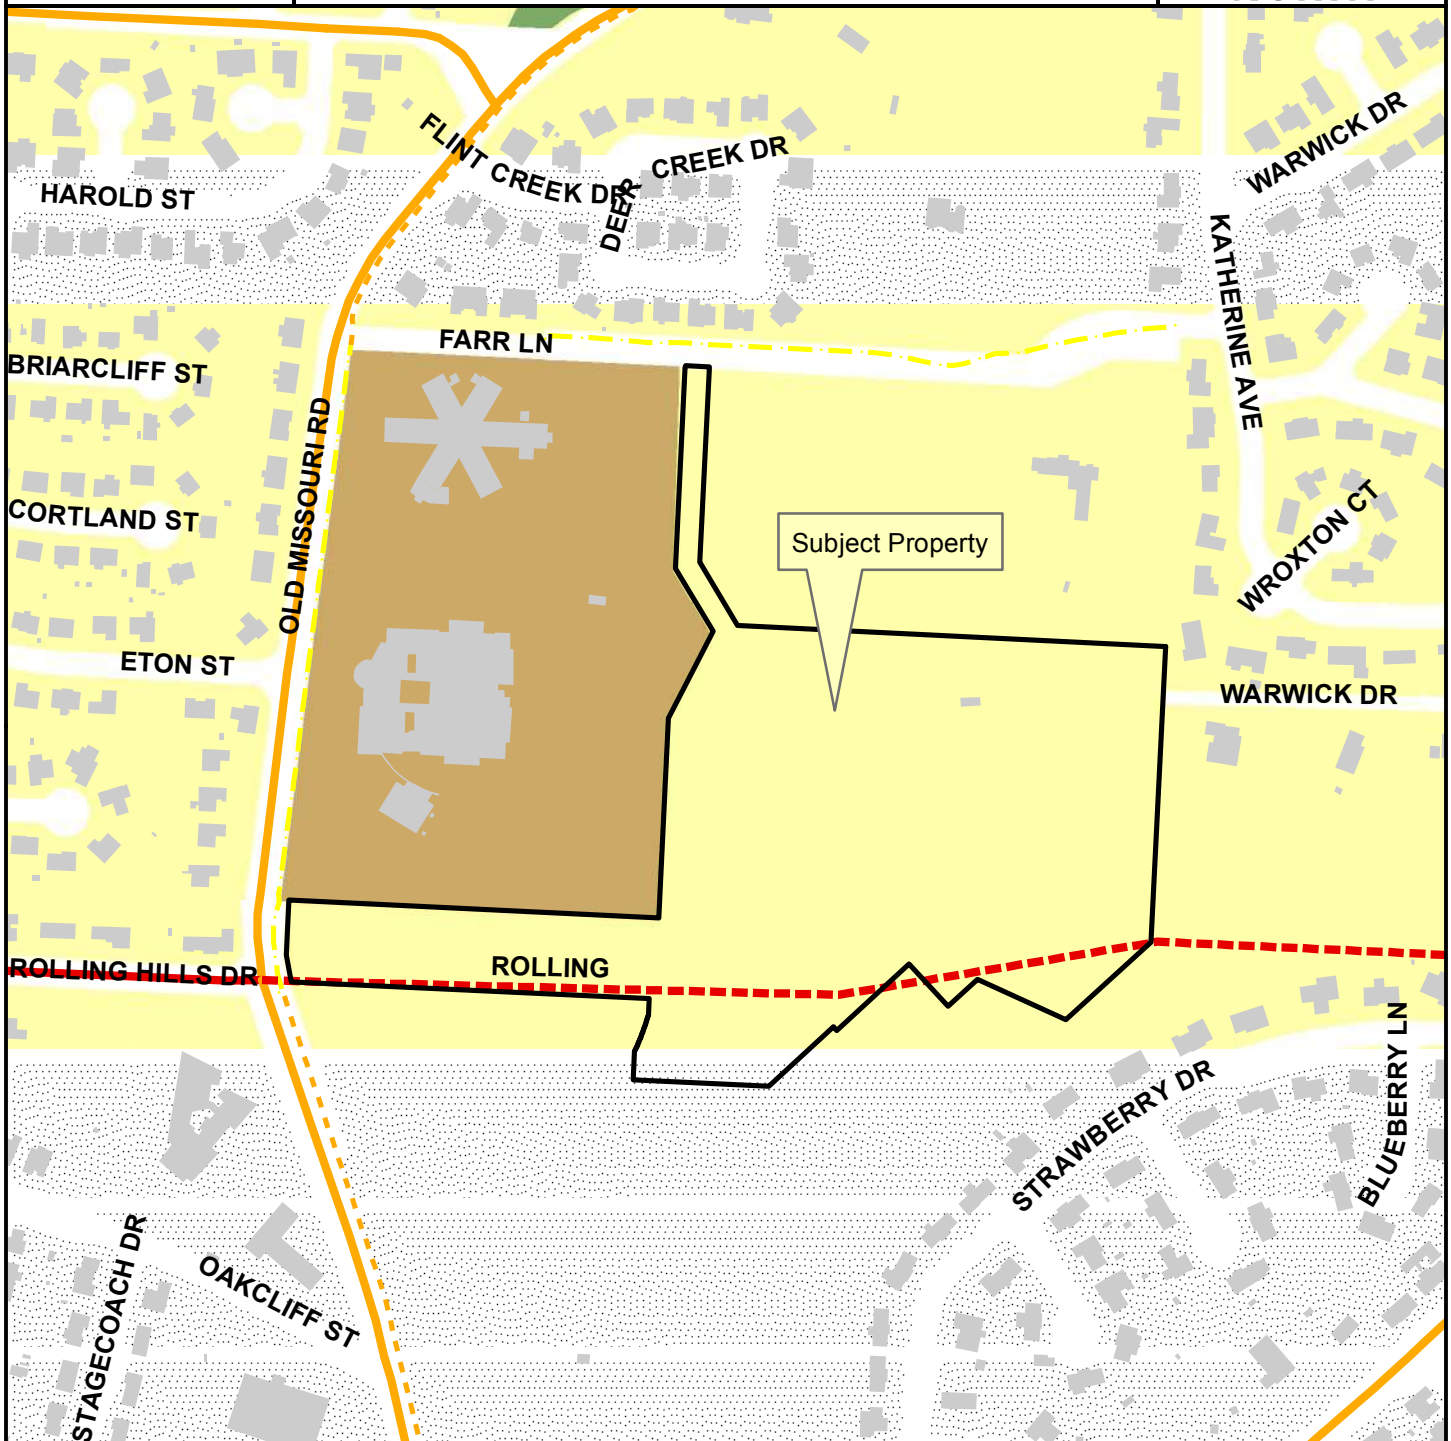 WARWICK DR
FLINT CREEK DR
CREEK DR
DEER
HAROLD ST
KATHERINE AVE
FARR LN
BRIARCLIFF ST
OLD MISSOURI RD
CORTLAND ST
WROXTON CT
Subject Property
ETON ST
WARWICK DR
ROLLING HILLS DR
ROLLING
BLUEBERRY LN
STRAWBERRY DR
STAGECOACH DR
OAKCLIFF ST